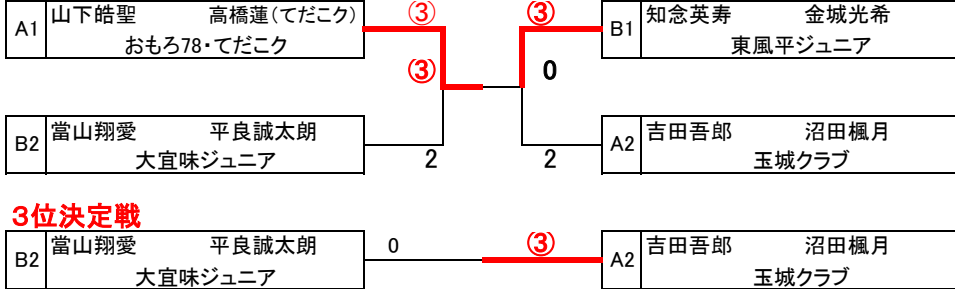 A1 山下皓聖 高橋蓮(てだこク) ③ ③ B1 知念英寿 金城光希
おもろ78・てだこク 東風平ジュニア
③ 0
B2 當山翔愛 平良誠太朗 A2 吉田吾郎 沼田楓月
大宜味ジュニア 2 2 玉城クラブ
3位決定戦
B2 當山翔愛 平良誠太朗 0 ③ A2 吉田吾郎 沼田楓月
大宜味ジュニア 玉城クラブ